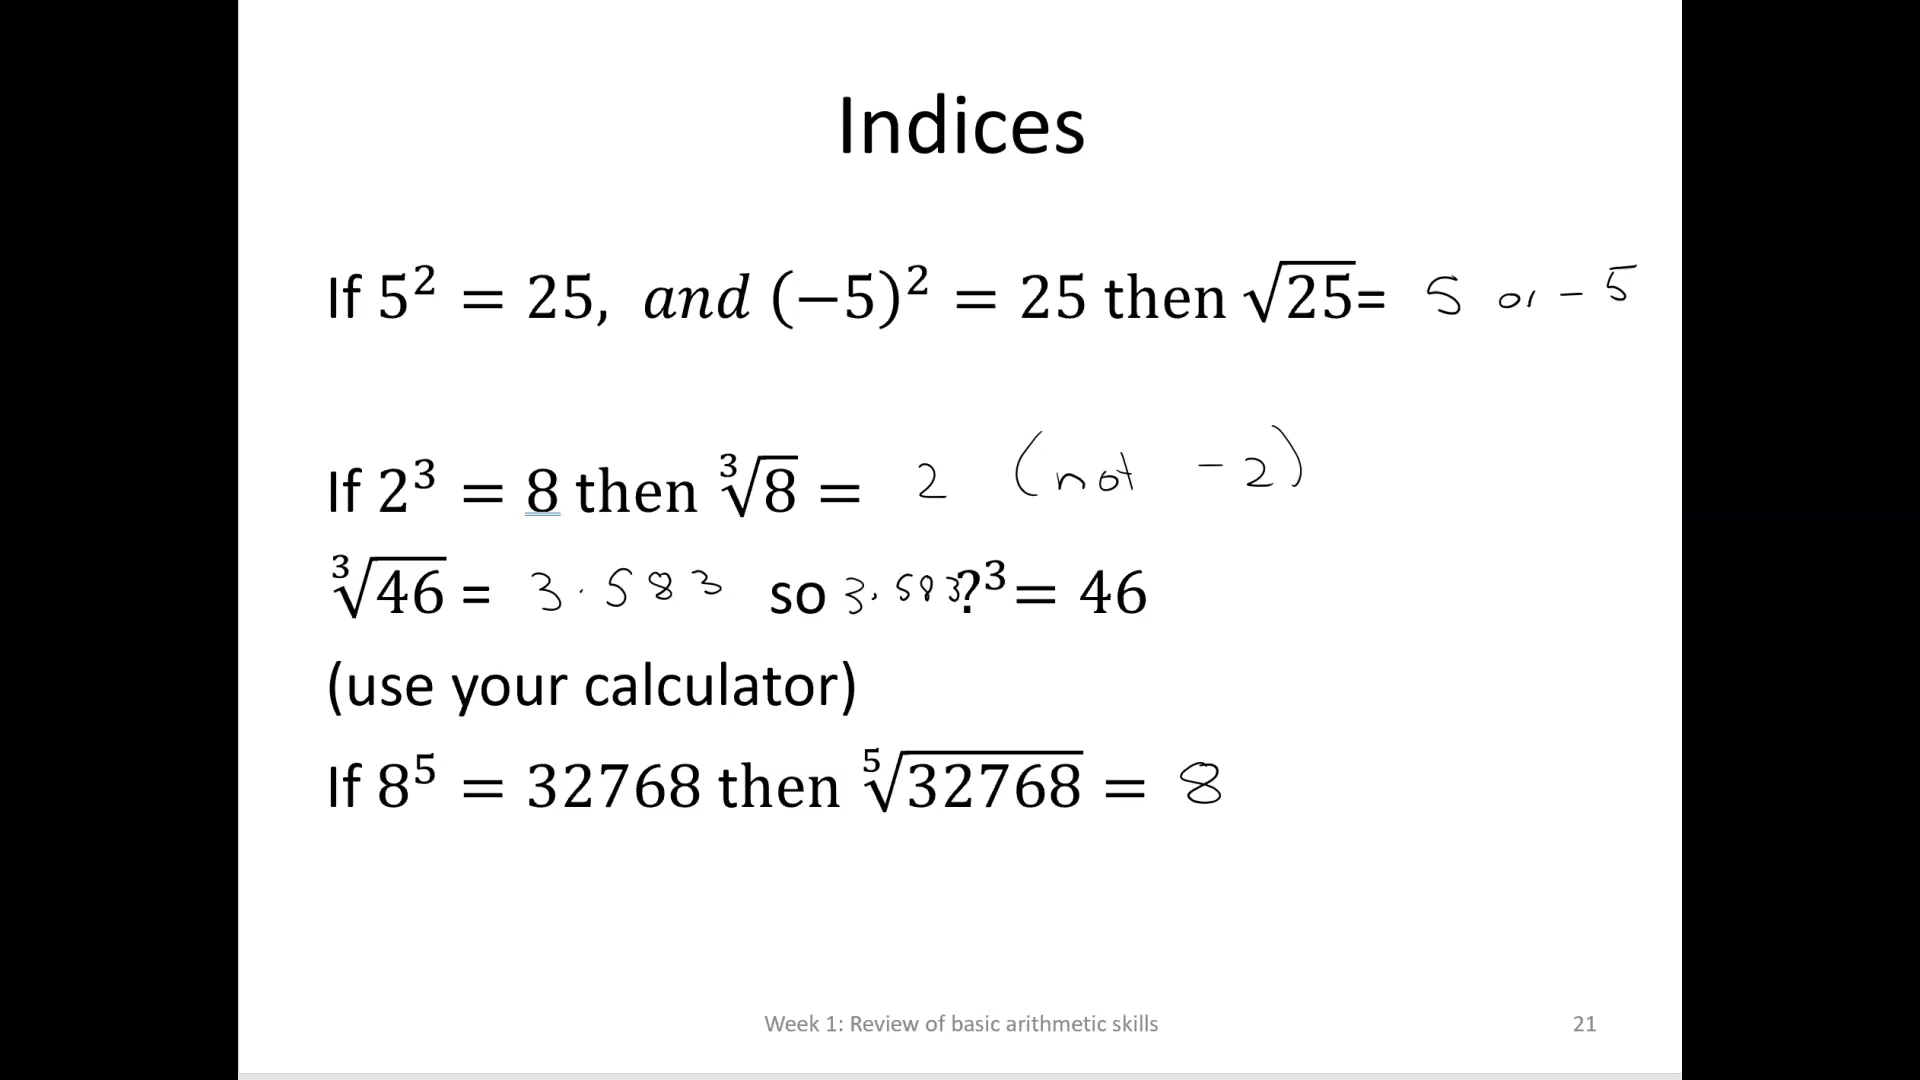 Indices
If 5² = 25, and (−5)² = 25 then √25= 5 or - 5
If 2³ = 8 then ∛8 = 2 (not - 2)
∛46 = 3.583 so 3.583?³= 46
(use your calculator)
If 8⁵ = 32768 then ⁵√32768 = 8
Week 1: Review of basic arithmetic skills 21